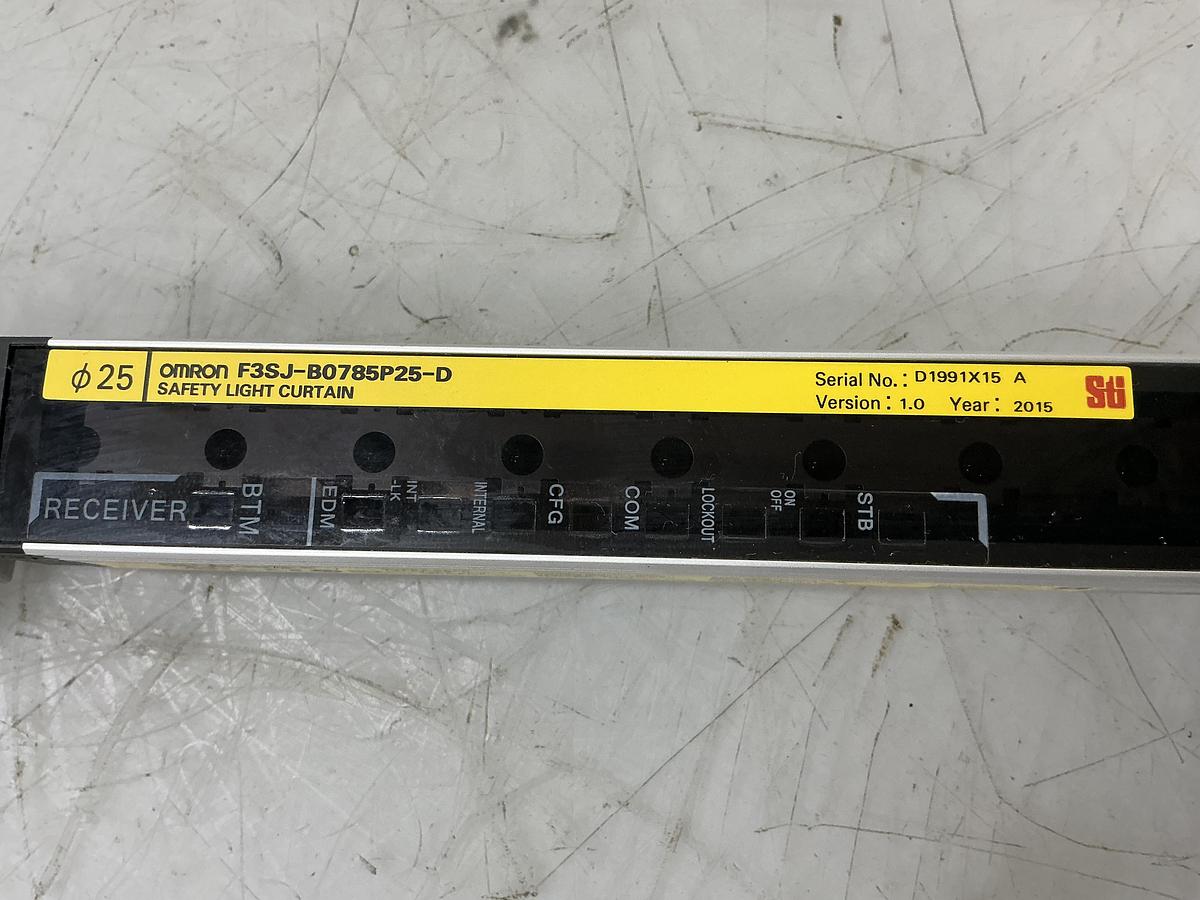 φ25
omron F3SJ-B0785P25-D
SAFETY LIGHT CURTAIN
Serial No.: D1991X15 A
Version: 1.0 Year: 2015
Sti
RECEIVER
BTM
EDM
INT
-LK
INTERNAL
CFG
COM
LOCKOUT
ON
OFF
STB